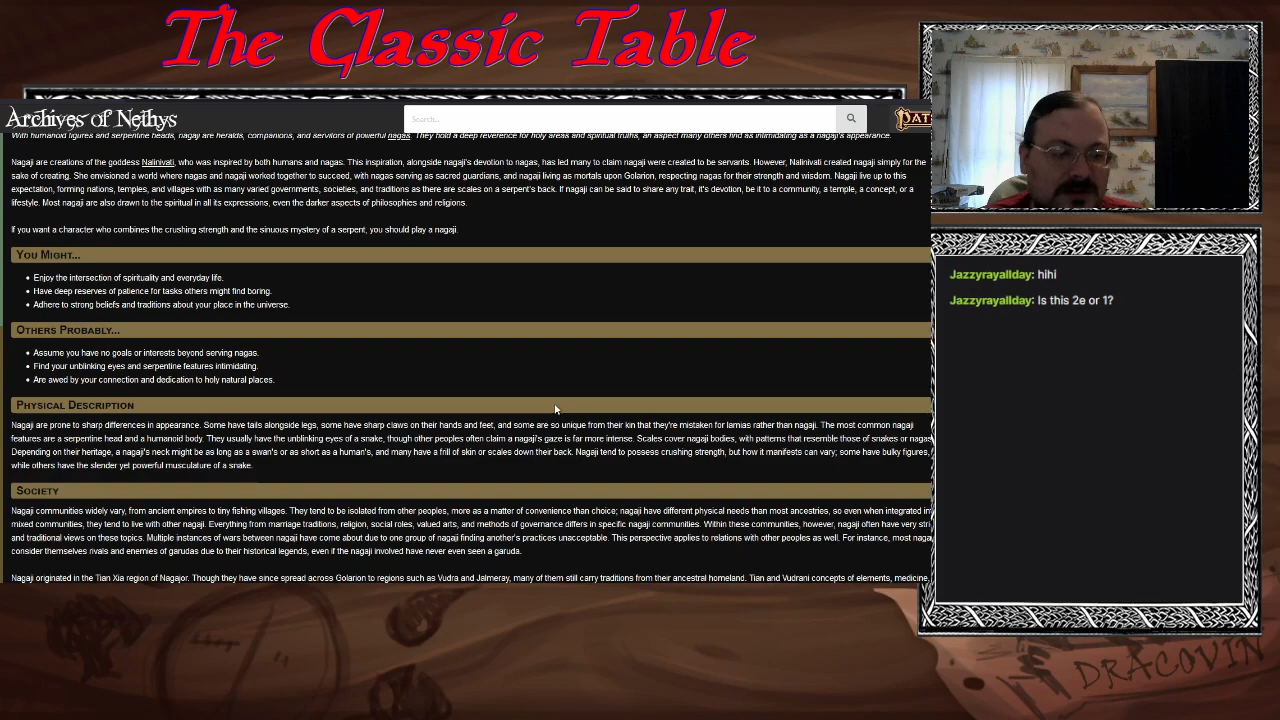 The Classic Table
Archives of Nethys
Search...
With humanoid figures and serpentine heads, nagaji are heralds, companions, and servitors of powerful nagas. They hold a deep reverence for holy areas and spiritual truths, an aspect many others find as intimidating as a nagaji's appearance.
Nagaji are creations of the goddess Nalinivati, who was inspired by both humans and nagas. This inspiration, alongside nagaji's devotion to nagas, has led many to claim nagaji were created to be servants. However, Nalinivati created nagaji simply for the
sake of creating. She envisioned a world where nagas and nagaji worked together to succeed, with nagas serving as sacred guardians, and nagaji living as mortals upon Golarion, respecting nagas for their strength and wisdom. Nagaji live up to this
expectation, forming nations, temples, and villages with as many varied governments, societies, and traditions as there are scales on a serpent's back. If nagaji can be said to share any trait, it's devotion, be it to a community, a temple, a concept, or a
lifestyle. Most nagaji are also drawn to the spiritual in all its expressions, even the darker aspects of philosophies and religions.
If you want a character who combines the crushing strength and the sinuous mystery of a serpent, you should play a nagaji.
You Might...
• Enjoy the intersection of spirituality and everyday life.
• Have deep reserves of patience for tasks others might find boring.
• Adhere to strong beliefs and traditions about your place in the universe.
Others Probably...
• Assume you have no goals or interests beyond serving nagas.
• Find your unblinking eyes and serpentine features intimidating.
• Are awed by your connection and dedication to holy natural places.
Physical Description
Nagaji are prone to sharp differences in appearance. Some have tails alongside legs, some have sharp claws on their hands and feet, and some are so unique from their kin that they're mistaken for lamias rather than nagaji. The most common nagaji
features are a serpentine head and a humanoid body. They usually have the unblinking eyes of a snake, though other peoples often claim a nagaji's gaze is far more intense. Scales cover nagaji bodies, with patterns that resemble those of snakes or nagas
Depending on their heritage, a nagaji's neck might be as long as a swan's or as short as a human's, and many have a frill of skin or scales down their back. Nagaji tend to possess crushing strength, but how it manifests can vary; some have bulky figures,
while others have the slender yet powerful musculature of a snake.
Society
Nagaji communities widely vary, from ancient empires to tiny fishing villages. They tend to be isolated from other peoples, more as a matter of convenience than choice; nagaji have different physical needs than most ancestries, so even when integrated in
mixed communities, they tend to live with other nagaji. Everything from marriage traditions, religion, social roles, valued arts, and methods of governance differs in specific nagaji communities. Within these communities, however, nagaji often have very stri
and traditional views on these topics. Multiple instances of wars between nagaji have come about due to one group of nagaji finding another's practices unacceptable. This perspective applies to relations with other peoples as well. For instance, most naga
consider themselves rivals and enemies of garudas due to their historical legends, even if the nagaji involved have never even seen a garuda.
Nagaji originated in the Tian Xia region of Nagajor. Though they have since spread across Golarion to regions such as Vudra and Jalmeray, many of them still carry traditions from their ancestral homeland. Tian and Vudrani concepts of elements, medicine,
PAT
Jazzyrayallday: hihi
Jazzyrayallday: Is this 2e or 1?
DRACOVIN